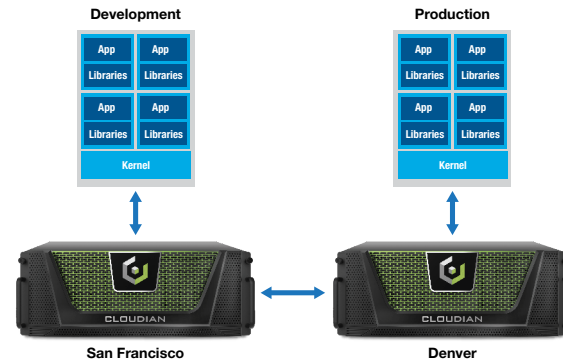 Development
Production
App App
Libraries Libraries
App App
Libraries Libraries
Kernel
App App
Libraries Libraries
App App
Libraries Libraries
Kernel
CLOUDIAN
CLOUDIAN
San Francisco
Denver